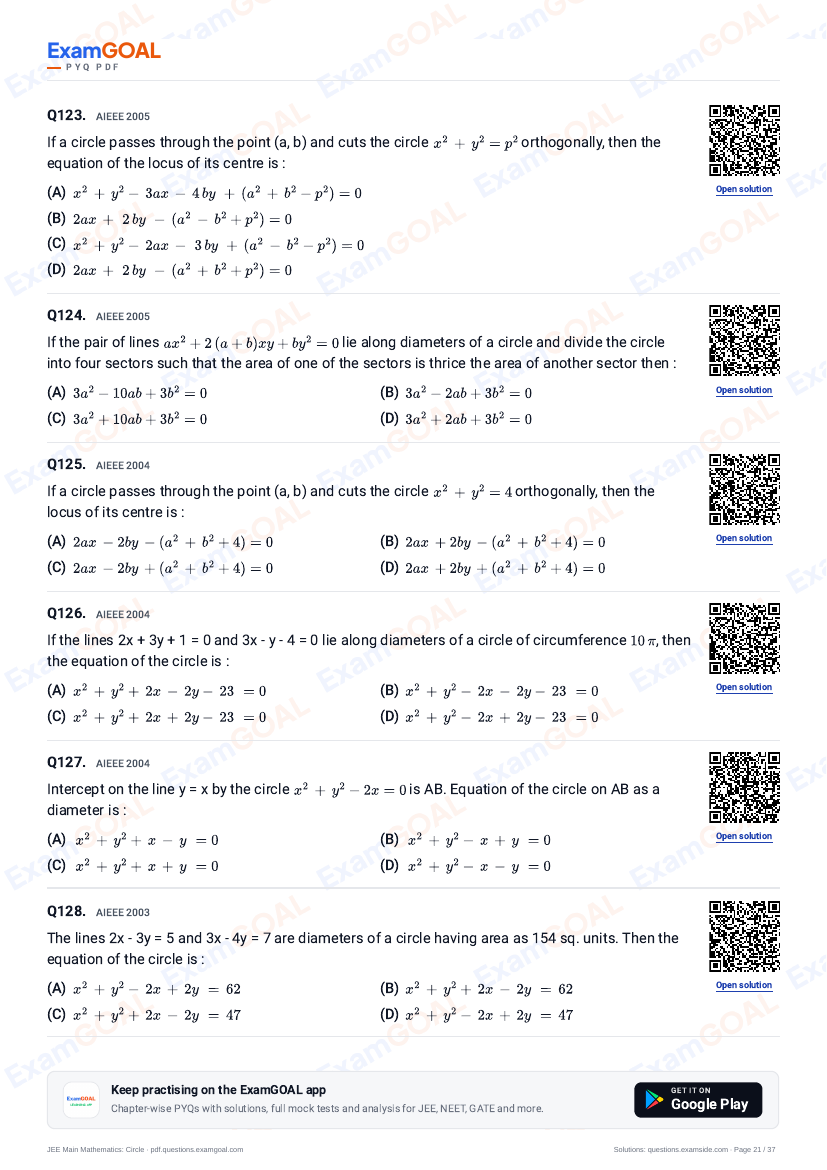 ExamGOAL
PYQ PDF
Q123. AIEEE 2005
If a circle passes through the point (a, b) and cuts the circle x² + y² = p² orthogonally, then the
equation of the locus of its centre is :
(A) x² + y² − 3ax − 4by + (a² + b² − p²) = 0
(B) 2ax + 2by − (a² − b² + p²) = 0
(C) x² + y² − 2ax − 3by + (a² − b² − p²) = 0
(D) 2ax + 2by − (a² + b² + p²) = 0
Open solution
Q124. AIEEE 2005
If the pair of lines ax² + 2 (a + b)xy + by² = 0 lie along diameters of a circle and divide the circle
into four sectors such that the area of one of the sectors is thrice the area of another sector then :
(A) 3a² − 10ab + 3b² = 0 (B) 3a² − 2ab + 3b² = 0
(C) 3a² + 10ab + 3b² = 0 (D) 3a² + 2ab + 3b² = 0
Open solution
Q125. AIEEE 2004
If a circle passes through the point (a, b) and cuts the circle x² + y² = 4 orthogonally, then the
locus of its centre is :
(A) 2ax − 2by − (a² + b² + 4) = 0 (B) 2ax + 2by − (a² + b² + 4) = 0
(C) 2ax − 2by + (a² + b² + 4) = 0 (D) 2ax + 2by + (a² + b² + 4) = 0
Open solution
Q126. AIEEE 2004
If the lines 2x + 3y + 1 = 0 and 3x - y - 4 = 0 lie along diameters of a circle of circumference 10 π, then
the equation of the circle is :
(A) x² + y² + 2x − 2y − 23 = 0 (B) x² + y² − 2x − 2y − 23 = 0
(C) x² + y² + 2x + 2y − 23 = 0 (D) x² + y² − 2x + 2y − 23 = 0
Open solution
Q127. AIEEE 2004
Intercept on the line y = x by the circle x² + y² − 2x = 0 is AB. Equation of the circle on AB as a
diameter is :
(A) x² + y² + x − y = 0 (B) x² + y² − x + y = 0
(C) x² + y² + x + y = 0 (D) x² + y² − x − y = 0
Open solution
Q128. AIEEE 2003
The lines 2x - 3y = 5 and 3x - 4y = 7 are diameters of a circle having area as 154 sq. units. Then the
equation of the circle is :
(A) x² + y² − 2x + 2y = 62 (B) x² + y² + 2x − 2y = 62
(C) x² + y² + 2x − 2y = 47 (D) x² + y² − 2x + 2y = 47
Open solution
ExamGOAL
Keep practising on the ExamGOAL app
Chapter-wise PYQs with solutions, full mock tests and analysis for JEE, NEET, GATE and more.
GET IT ON
Google Play
JEE Main Mathematics: Circle · pdf.questions.examgoal.com Solutions: questions.examside.com · Page 21 / 37